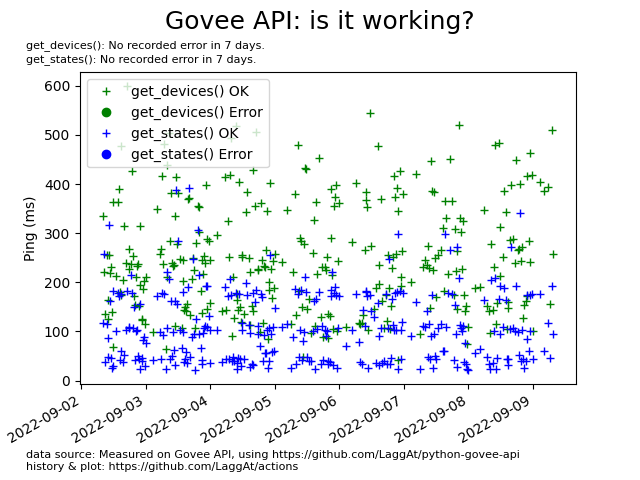 Govee API: is it working?
get_devices(): No recorded error in 7 days.
get_states(): No recorded error in 7 days.
get_devices() OK
get_devices() Error
get_states() OK
get_states() Error
Ping (ms)
600
500
400
300
200
100
0
2022-09-02
2022-09-03
2022-09-04
2022-09-05
2022-09-06
2022-09-07
2022-09-08
2022-09-09
data source: Measured on Govee API, using https://github.com/LaggAt/python-govee-api
history & plot: https://github.com/LaggAt/actions